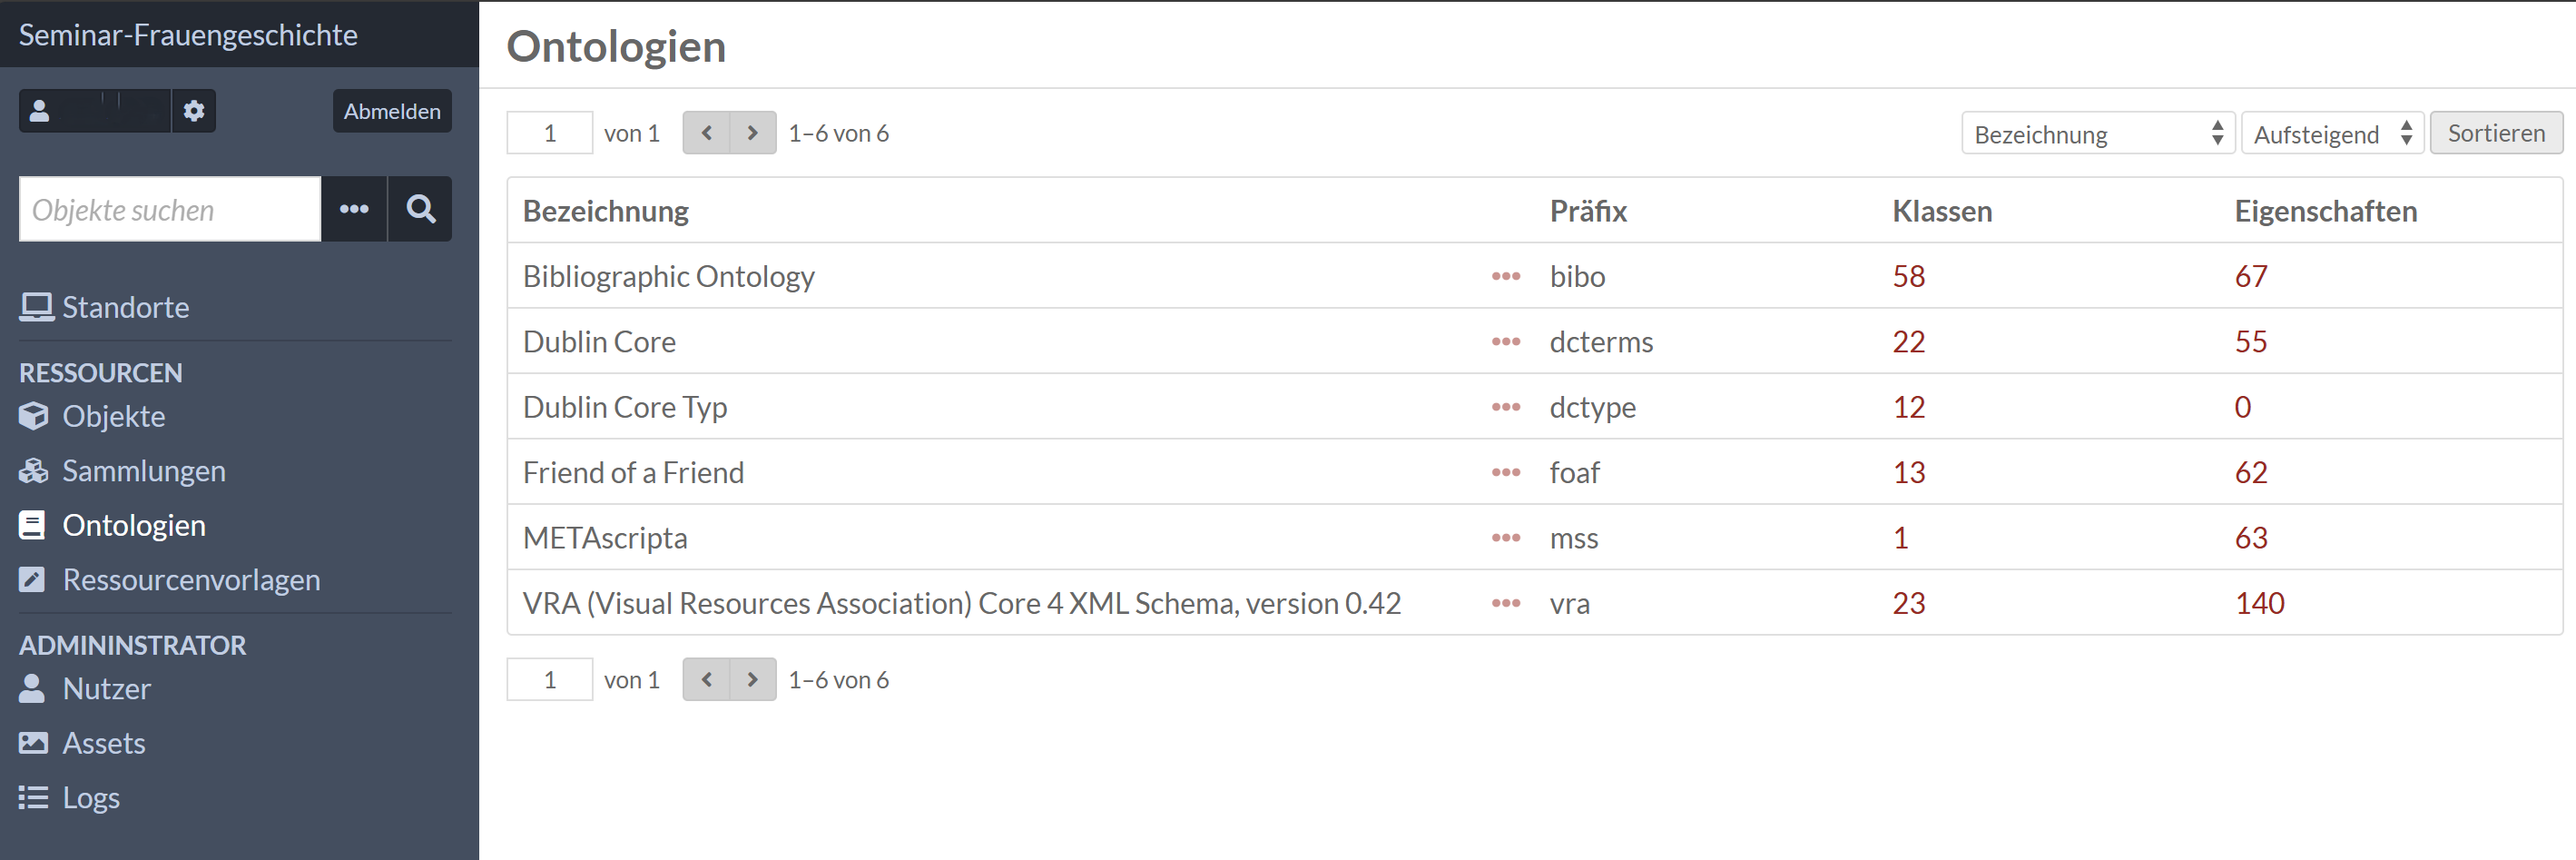 Seminar-Frauengeschichte
Abmelden
Objekte suchen
Standorte
RESSOURCEN
Objekte
Sammlungen
Ontologien
Ressourcenvorlagen
ADMININSTRATOR
Nutzer
Assets
Logs
Ontologien
1 von 1 1–6 von 6 Bezeichnung Aufsteigend Sortieren
Bezeichnung Präfix Klassen Eigenschaften
Bibliographic Ontology bibo 58 67
Dublin Core dcterms 22 55
Dublin Core Typ dctype 12 0
Friend of a Friend foaf 13 62
METAscripta mss 1 63
VRA (Visual Resources Association) Core 4 XML Schema, version 0.42 vra 23 140
1 von 1 1–6 von 6